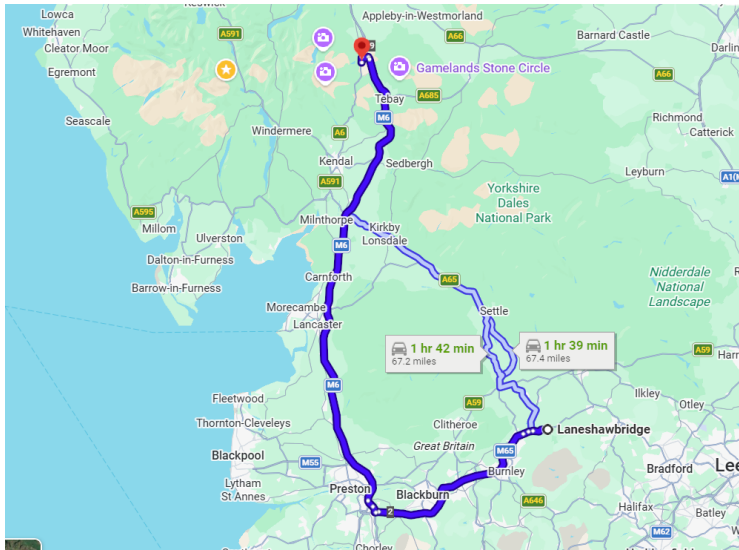 Lowca
Keswick
Appleby-in-Westmorland
Whitehaven
Cleator Moor
A591
A66
Barnard Castle
Egremont
9
Gamelands Stone Circle
A66
Tebay
A685
Seascale
M6
Richmond
Windermere
A6
Catterick
Kendal
Sedbergh
Leyburn
A591
Yorkshire
Dales
National Park
A595
Milnthorpe
Kirkby
Lonsdale
Millom
Ulverston
M6
Dalton-in-Furness
Carnforth
A65
Nidderdale
National
Landscape
Barrow-in-Furness
Morecambe
Settle
Lancaster
1 hr 42 min
67.2 miles
1 hr 39 min
67.4 miles
A59
M6
Ilkley
Otley
Fleetwood
A59
Thornton-Cleveleys
Clitheroe
Laneshawbridge
Great Britain
Blackpool
M55
M65
Burnley
Bradford
Lytham
St Annes
Preston
Blackburn
A646
Halifax
Batley
2
M62
Chorley